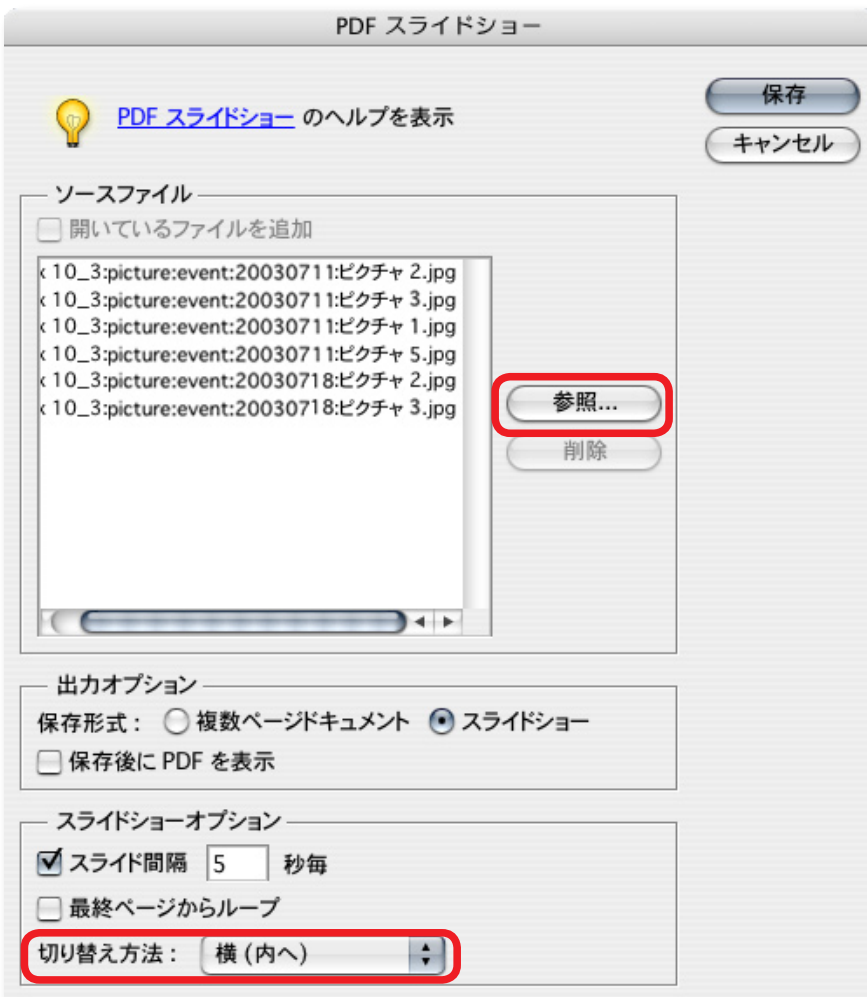 PDF スライドショー
保存
PDF スライドショー のヘルプを表示
キャンセル
ソースファイル
開いているファイルを追加
10_3:picture:event:20030711:ピクチャ 2.jpg
10_3:picture:event:20030711:ピクチャ 3.jpg
10_3:picture:event:20030711:ピクチャ 1.jpg
10_3:picture:event:20030711:ピクチャ 5.jpg
10_3:picture:event:20030718:ピクチャ 2.jpg
10_3:picture:event:20030718:ピクチャ 3.jpg
参照...
削除
出力オプション
保存形式： 複数ページドキュメント スライドショー
保存後に PDF を表示
スライドショーオプション
スライド間隔 5 秒毎
最終ページからループ
切り替え方法： 横 (内へ)